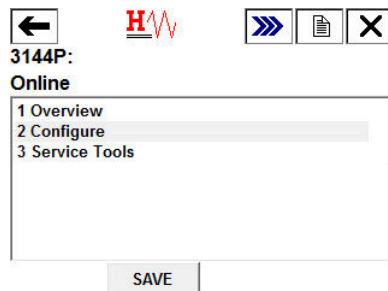 H
3144P:
Online
1 Overview
2 Configure
3 Service Tools
SAVE